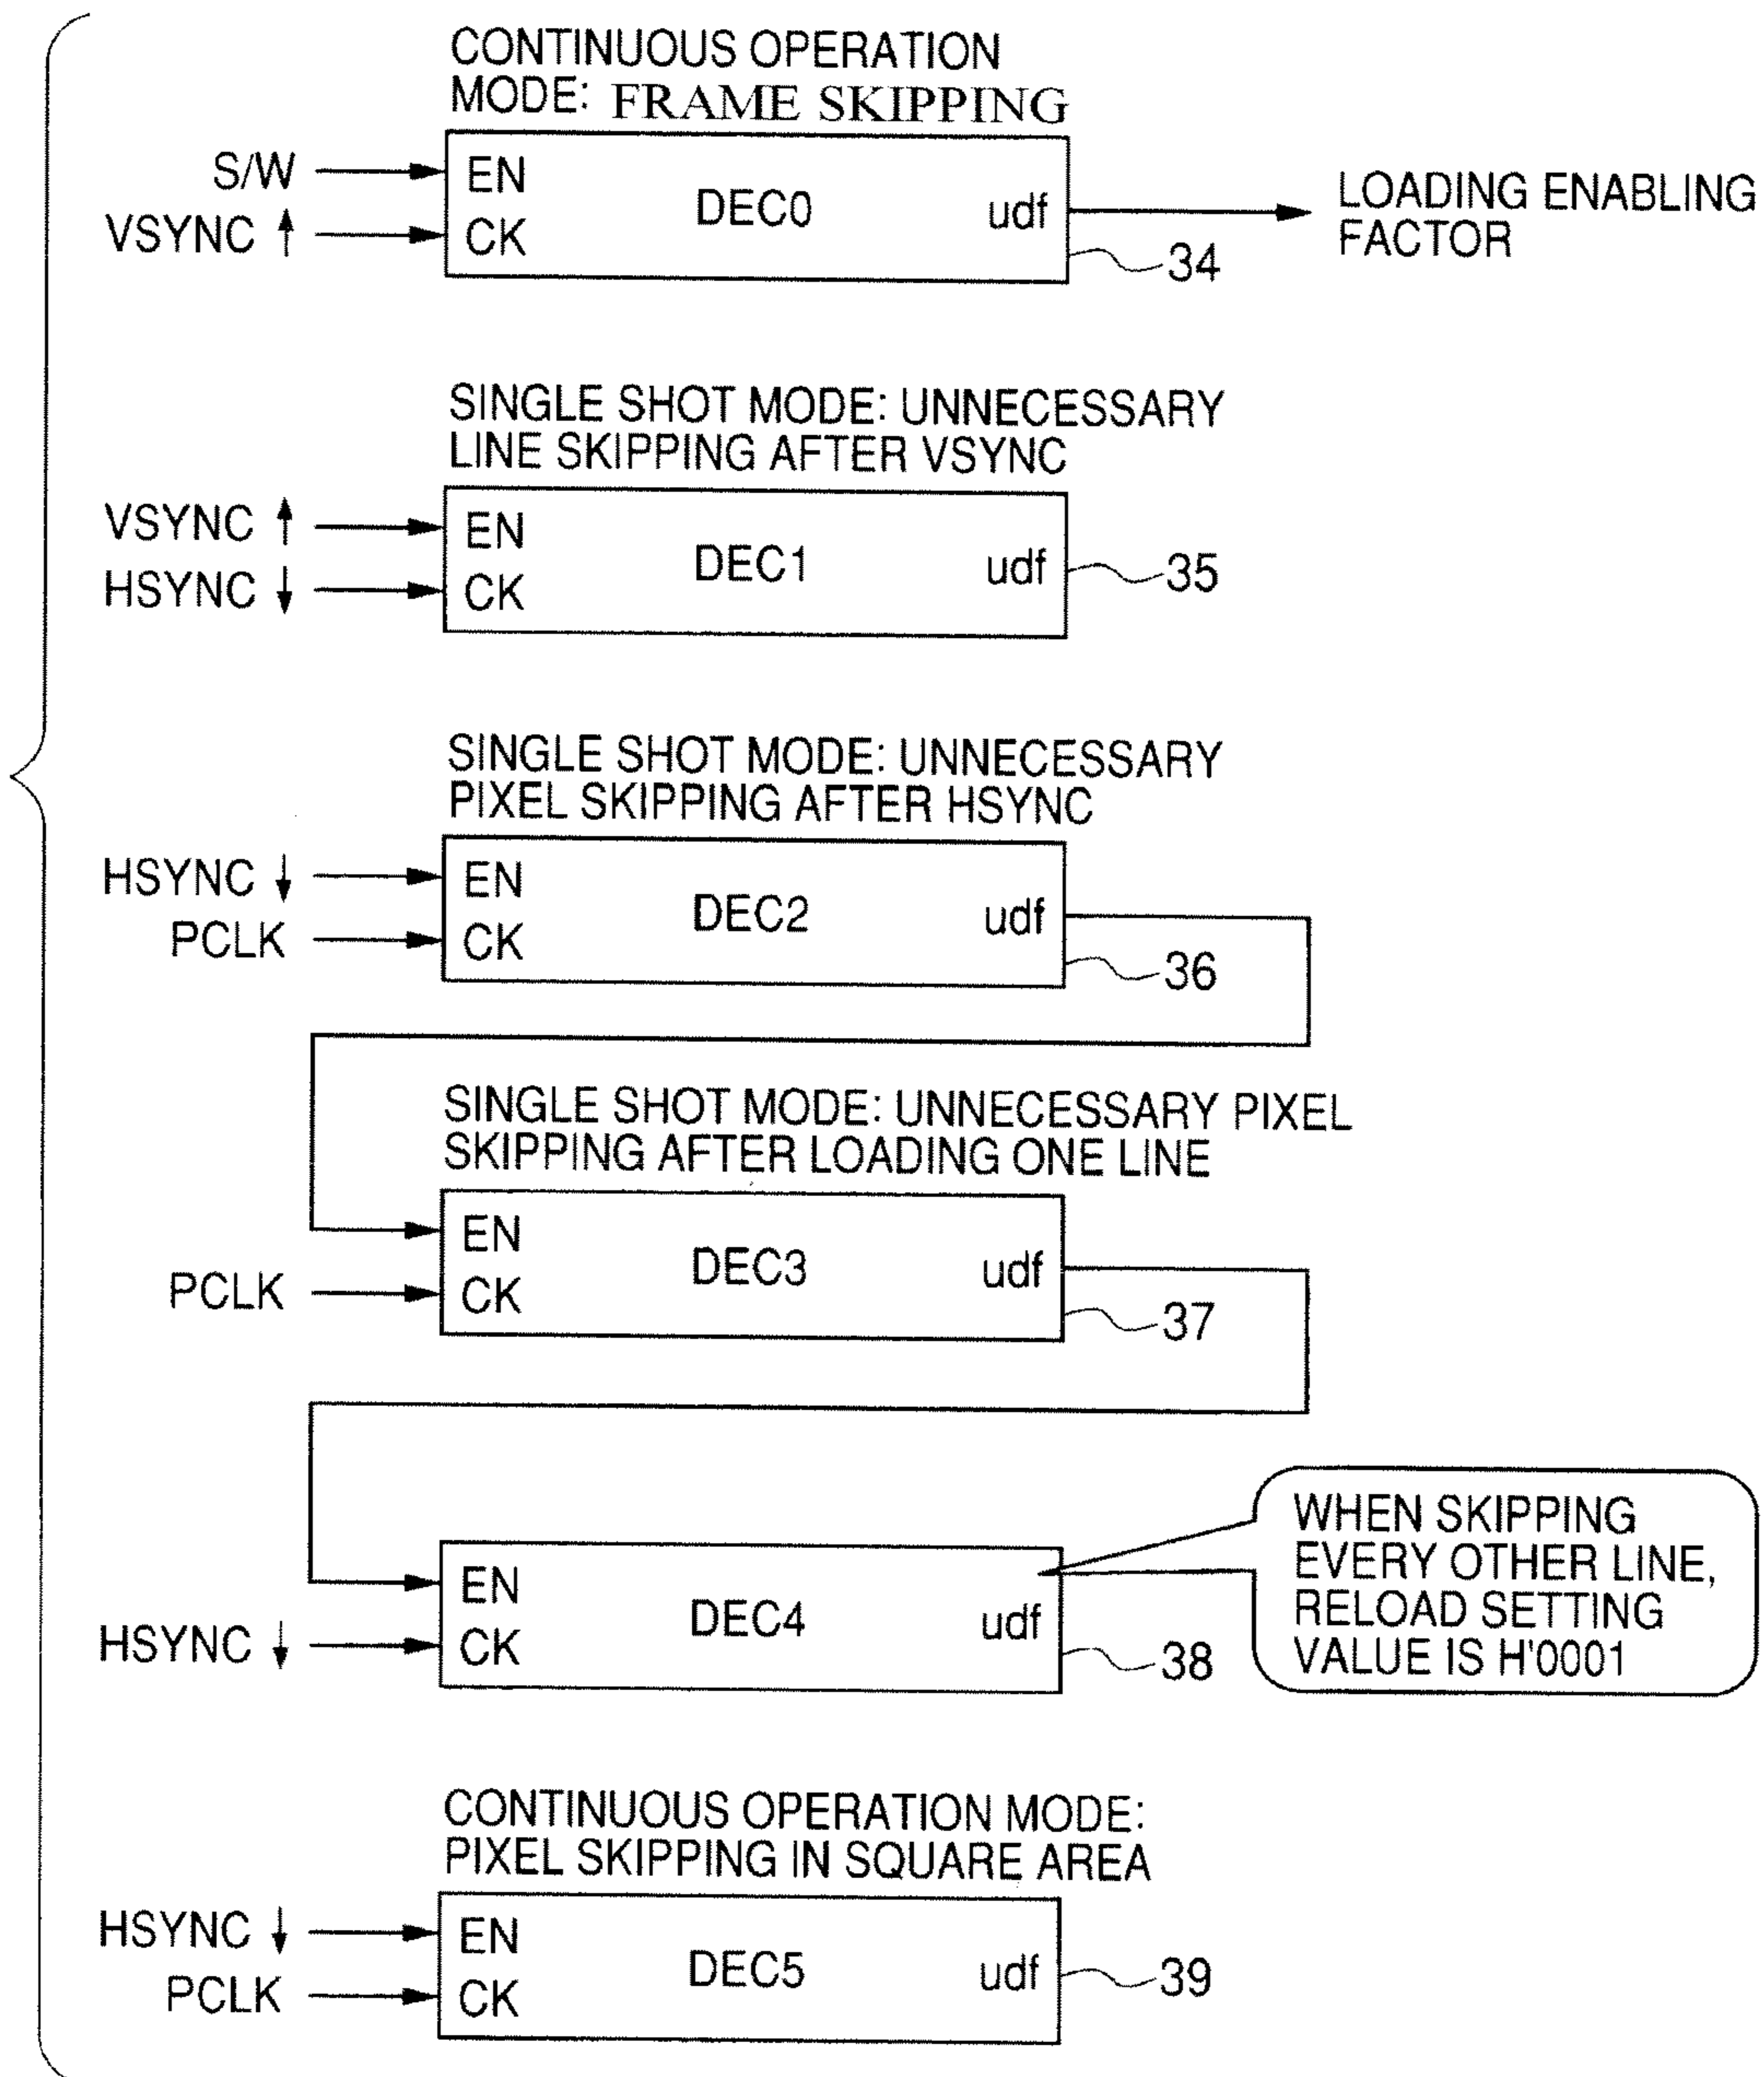 CONTINUOUS OPERATION
MODE: FRAME SKIPPING
S/W
EN
VSYNC ↑
CK
DEC0
udf
34
LOADING ENABLING
FACTOR
SINGLE SHOT MODE: UNNECESSARY
LINE SKIPPING AFTER VSYNC
VSYNC ↑
EN
HSYNC ↓
CK
DEC1
udf
35
SINGLE SHOT MODE: UNNECESSARY
PIXEL SKIPPING AFTER HSYNC
HSYNC ↓
EN
PCLK
CK
DEC2
udf
36
SINGLE SHOT MODE: UNNECESSARY PIXEL
SKIPPING AFTER LOADING ONE LINE
EN
PCLK
CK
DEC3
udf
37
EN
HSYNC ↓
CK
DEC4
udf
38
WHEN SKIPPING
EVERY OTHER LINE,
RELOAD SETTING
VALUE IS H'0001
CONTINUOUS OPERATION MODE:
PIXEL SKIPPING IN SQUARE AREA
HSYNC ↓
EN
PCLK
CK
DEC5
udf
39